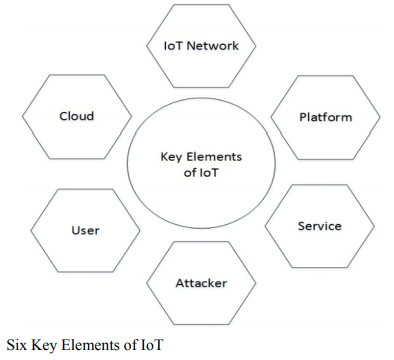 IoT Network
Cloud
Platform
Key Elements
of IoT
User
Service
Attacker
Six Key Elements of IoT